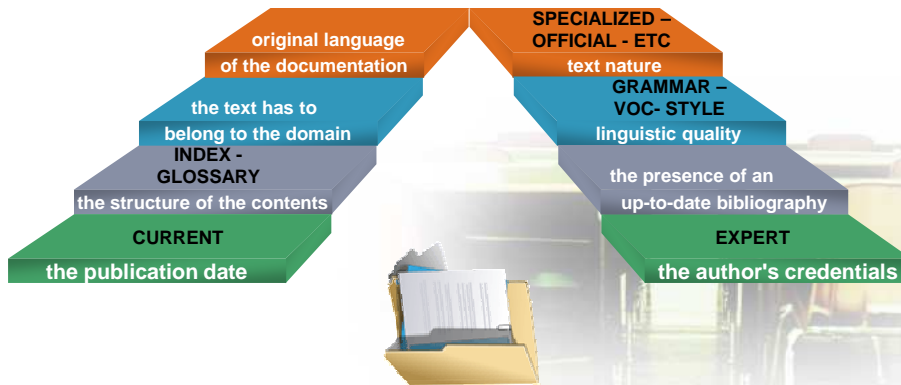 original language
of the documentation
the text has to
belong to the domain
INDEX -
GLOSSARY
the structure of the contents
CURRENT
the publication date
SPECIALIZED –
OFFICIAL - ETC
text nature
GRAMMAR –
VOC- STYLE
linguistic quality
the presence of an
up-to-date bibliography
EXPERT
the author's credentials